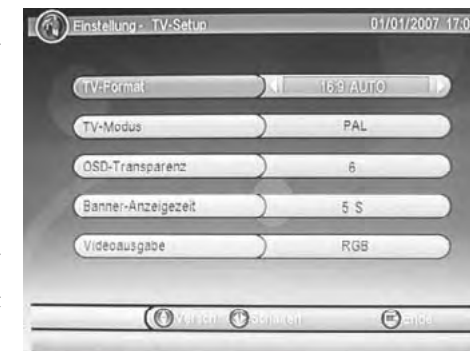 Einstellung - TV-Setup 01/01/2007 17:0
TV-Format 16:9/AUTO
TV-Modus PAL
OSD-Transparenz 6
Banner-Anzeigezeit 5 S
Videoausgabe RGB
Versch. Ende